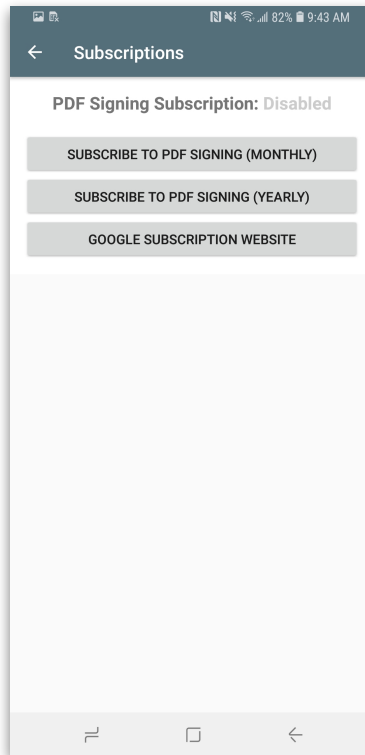 82% 9:43 AM
Subscriptions
PDF Signing Subscription: Disabled
SUBSCRIBE TO PDF SIGNING (MONTHLY)
SUBSCRIBE TO PDF SIGNING (YEARLY)
GOOGLE SUBSCRIPTION WEBSITE